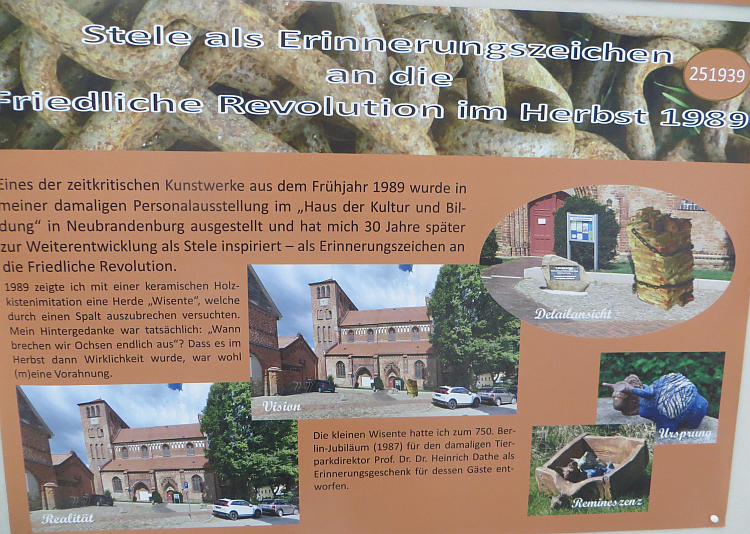 Stele als Erinnerungszeichen
an die
Friedliche Revolution im Herbst 1989
251939
Eines der zeitkritischen Kunstwerke aus dem Frühjahr 1989 wurde in
meiner damaligen Personalausstellung im „Haus der Kultur und Bil-
dung“ in Neubrandenburg ausgestellt und hat mich 30 Jahre später
zur Weiterentwicklung als Stele inspiriert – als Erinnerungszeichen an
die Friedliche Revolution.
1989 zeigte ich mit einer keramischen Holz-
kistenimitation eine Herde „Wisente“, welche
durch einen Spalt auszubrechen versuchten.
Mein Hintergedanke war tatsächlich: „Wann
brechen wir Ochsen endlich aus“? Dass es im
Herbst dann Wirklichkeit wurde, war wohl
(m)eine Vorahnung.
Detailansicht
Vision
Realität
Die kleinen Wisente hatte ich zum 750. Ber-
lin-Jubiläum (1987) für den damaligen Tier-
parkdirektor Prof. Dr. Dr. Heinrich Dathe als
Erinnerungsgeschenk für dessen Gäste ent-
worfen.
Ursprung
Remineszenz